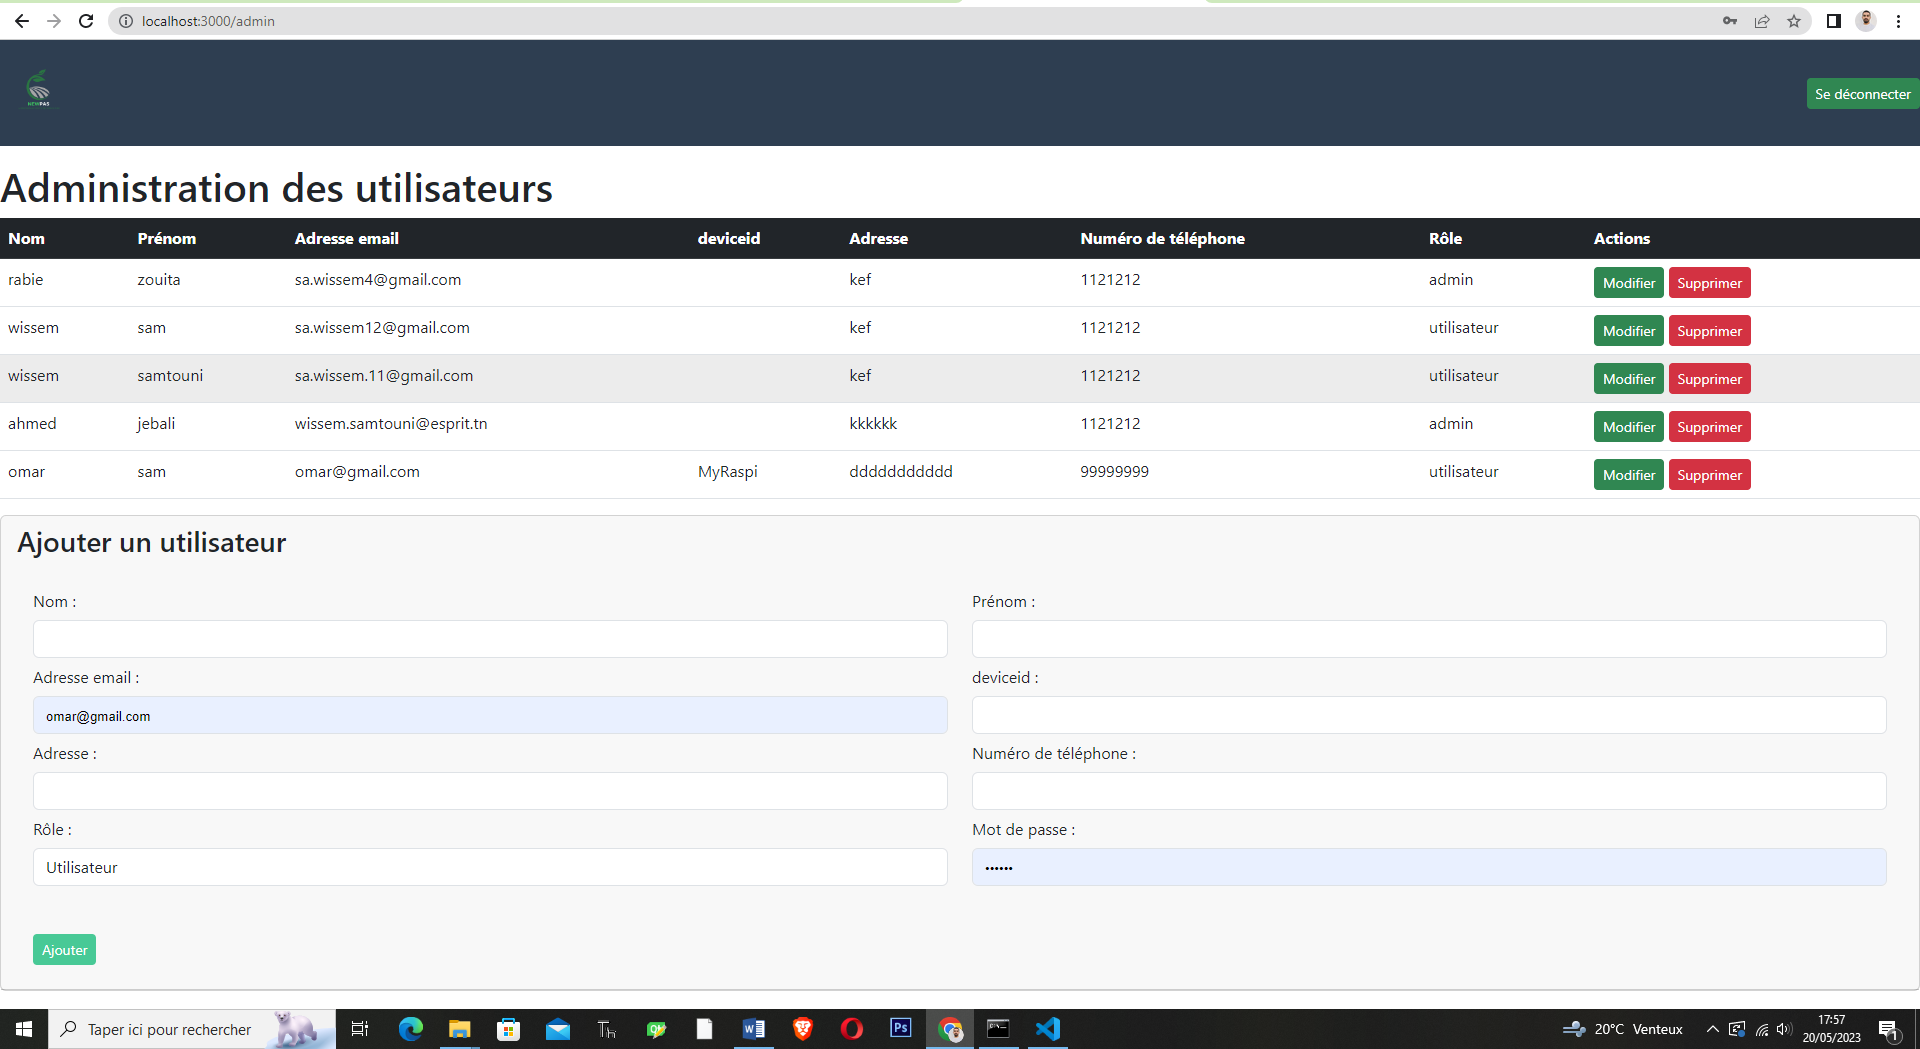 localhost:3000/admin
NEWPAS
Se déconnecter
Administration des utilisateurs
Nom Prénom Adresse email deviceid Adresse Numéro de téléphone Rôle Actions
rabie zouita sa.wissem4@gmail.com kef 1121212 admin Modifier Supprimer
wissem sam sa.wissem12@gmail.com kef 1121212 utilisateur Modifier Supprimer
wissem samtouni sa.wissem.11@gmail.com kef 1121212 utilisateur Modifier Supprimer
ahmed jebali wissem.samtouni@esprit.tn kkkkkk 1121212 admin Modifier Supprimer
omar sam omar@gmail.com MyRaspi ddddddddddd 99999999 utilisateur Modifier Supprimer
Ajouter un utilisateur
Nom : Prénom :
Adresse email : deviceid :
omar@gmail.com
Adresse : Numéro de téléphone :
Rôle : Mot de passe :
Utilisateur ••••••
Ajouter
Taper ici pour rechercher
Ps
20°C Venteux
17:57
20/05/2023
1